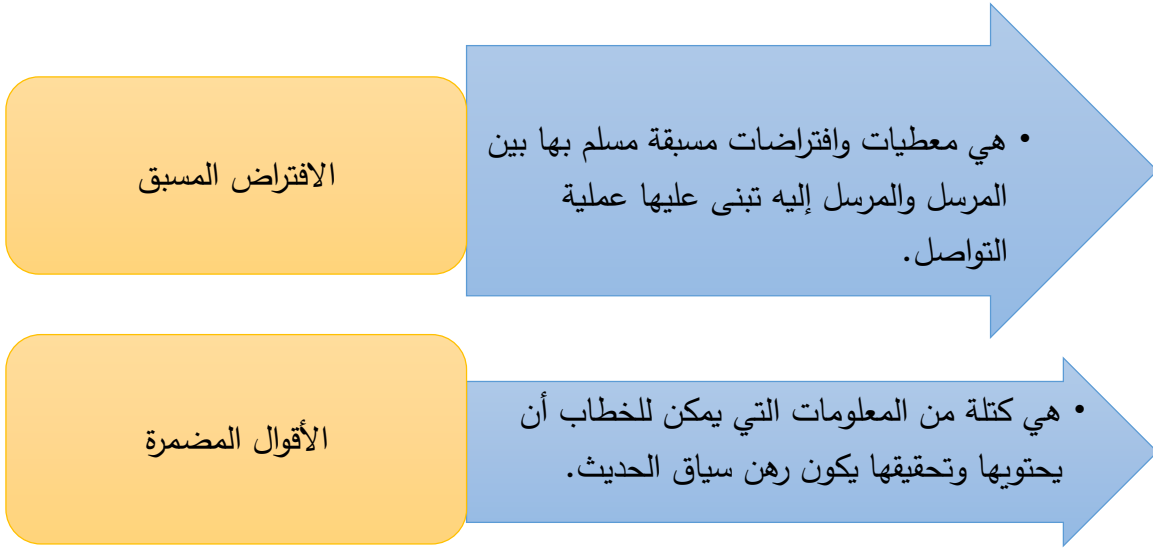 الافتراض المسبق
• هي معطيات وافتراضات مسبقة مسلم بها بين
المرسل والمرسل إليه تبنى عليها عملية
التواصل.
الأقوال المضمرة
• هي كتلة من المعلومات التي يمكن للخطاب أن
يحتويها وتحقيقها يكون رهن سياق الحديث.